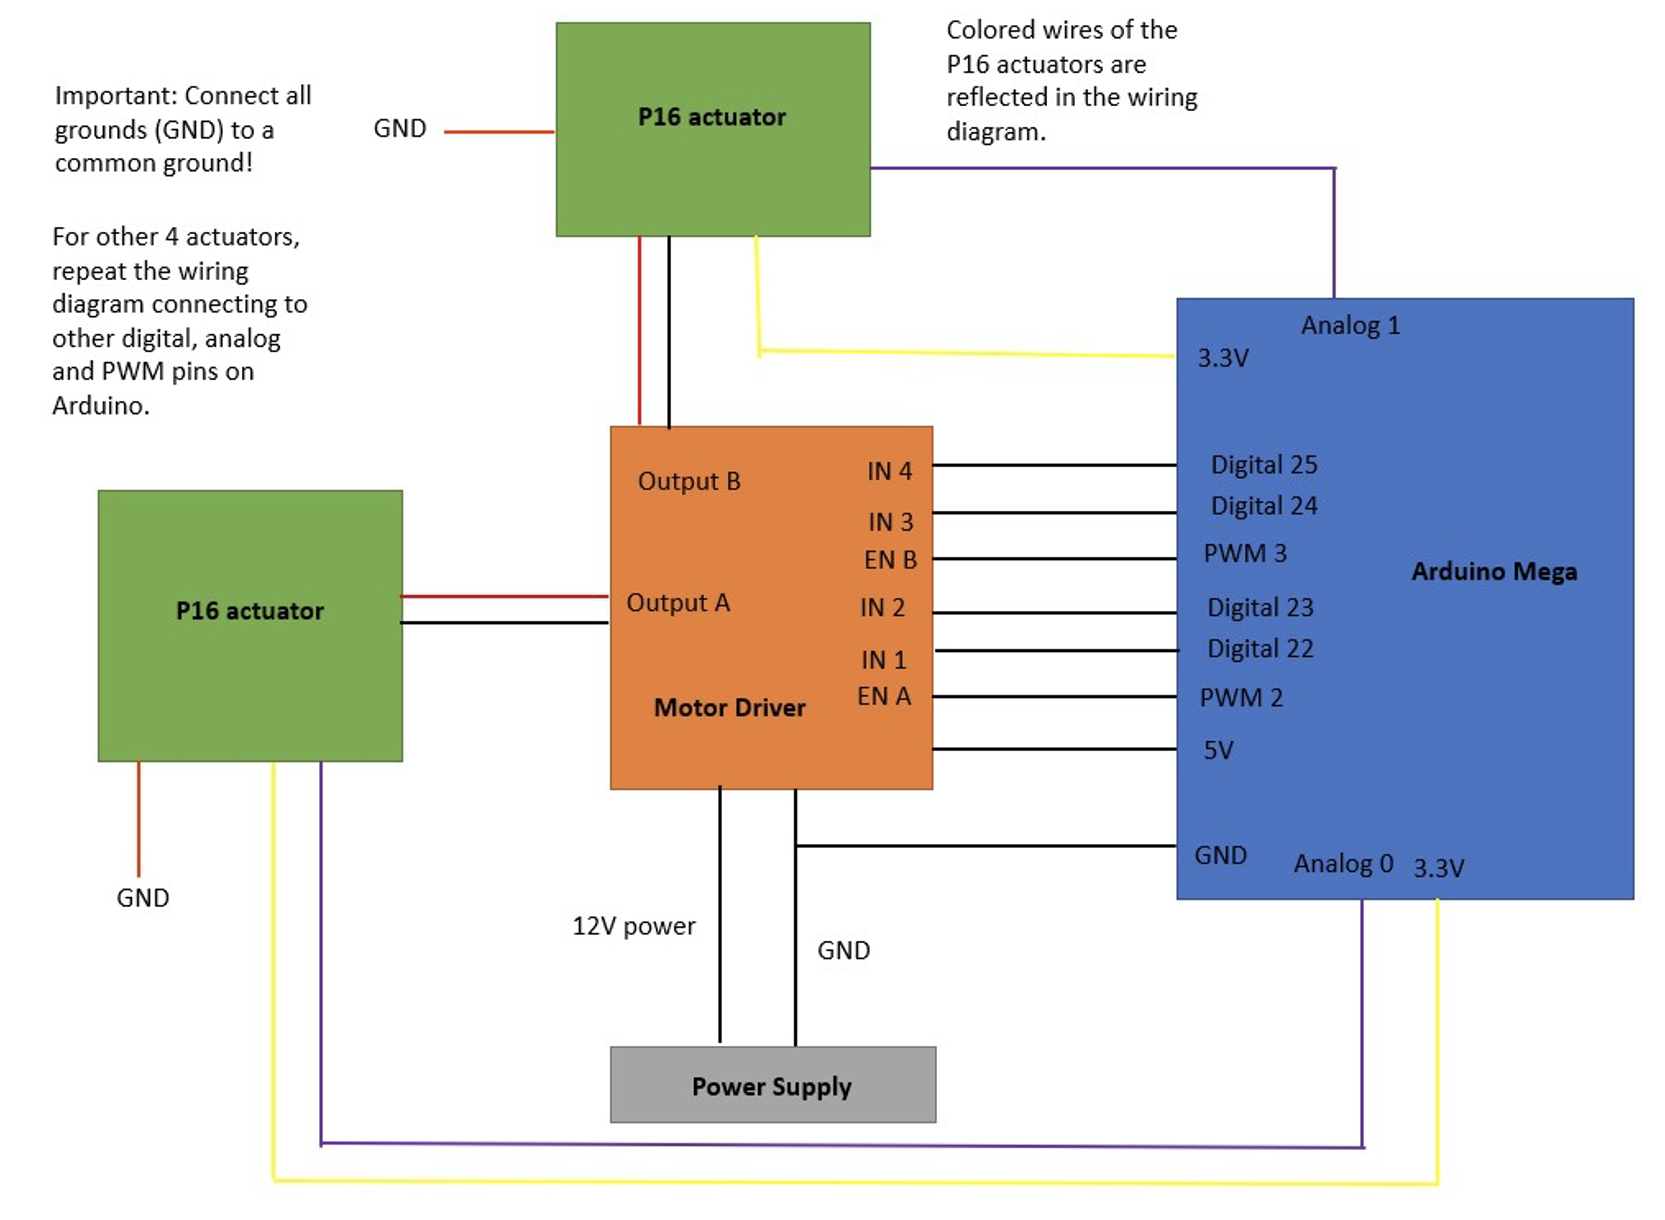 Colored wires of the
P16 actuators are
reflected in the wiring
diagram.
Important: Connect all
grounds (GND) to a
common ground!
GND
P16 actuator
For other 4 actuators,
repeat the wiring
diagram connecting to
other digital, analog
and PWM pins on
Arduino.
Analog 1
3.3V
Output B
IN 4
Digital 25
IN 3
Digital 24
EN B
PWM 3
Arduino Mega
P16 actuator
Output A
IN 2
Digital 23
IN 1
Digital 22
Motor Driver
EN A
PWM 2
5V
GND
Analog 0
3.3V
GND
12V power
GND
Power Supply